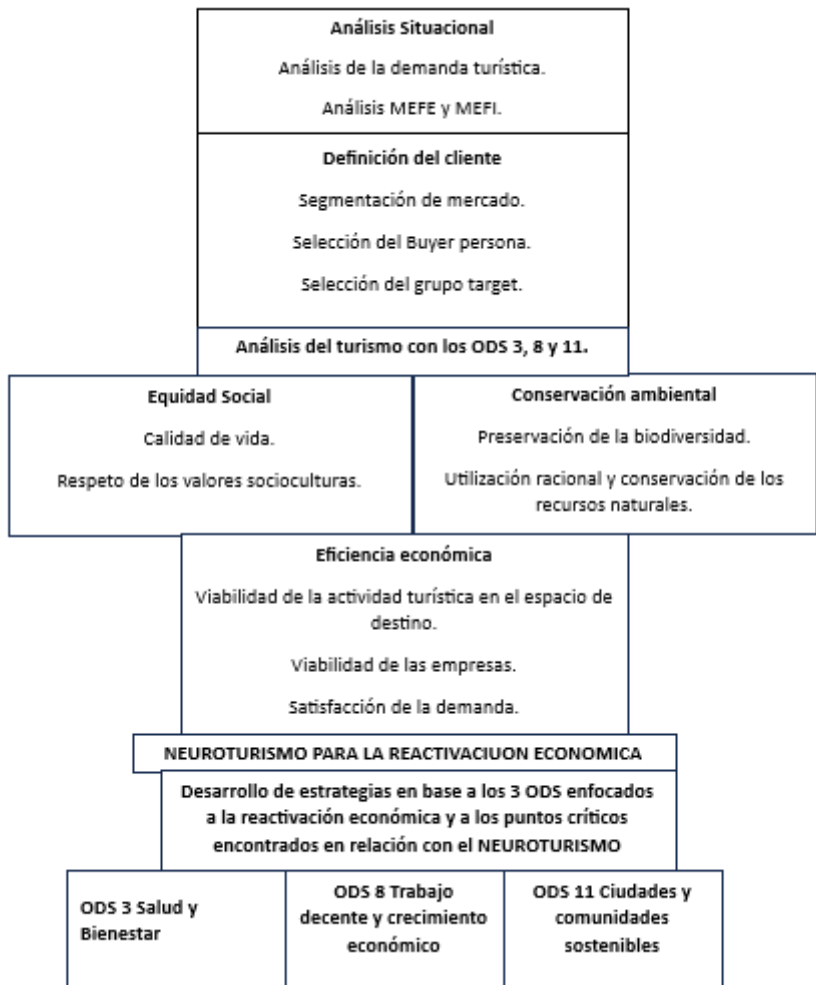 Análisis Situacional
Análisis de la demanda turística.
Análisis MEFE y MEFI.
Definición del cliente
Segmentación de mercado.
Selección del Buyer persona.
Selección del grupo target.
Análisis del turismo con los ODS 3, 8 y 11.
Equidad Social
Calidad de vida.
Respeto de los valores socioculturas.
Conservación ambiental
Preservación de la biodiversidad.
Utilización racional y conservación de los
recursos naturales.
Eficiencia económica
Viabilidad de la actividad turística en el espacio de
destino.
Viabilidad de las empresas.
Satisfacción de la demanda.
NEUROTURISMO PARA LA REACTIVACIUON ECONOMICA
Desarrollo de estrategias en base a los 3 ODS enfocados
a la reactivación económica y a los puntos críticos
encontrados en relación con el NEUROTURISMO
ODS 3 Salud y
Bienestar
ODS 8 Trabajo
decente y crecimiento
económico
ODS 11 Ciudades y
comunidades
sostenibles